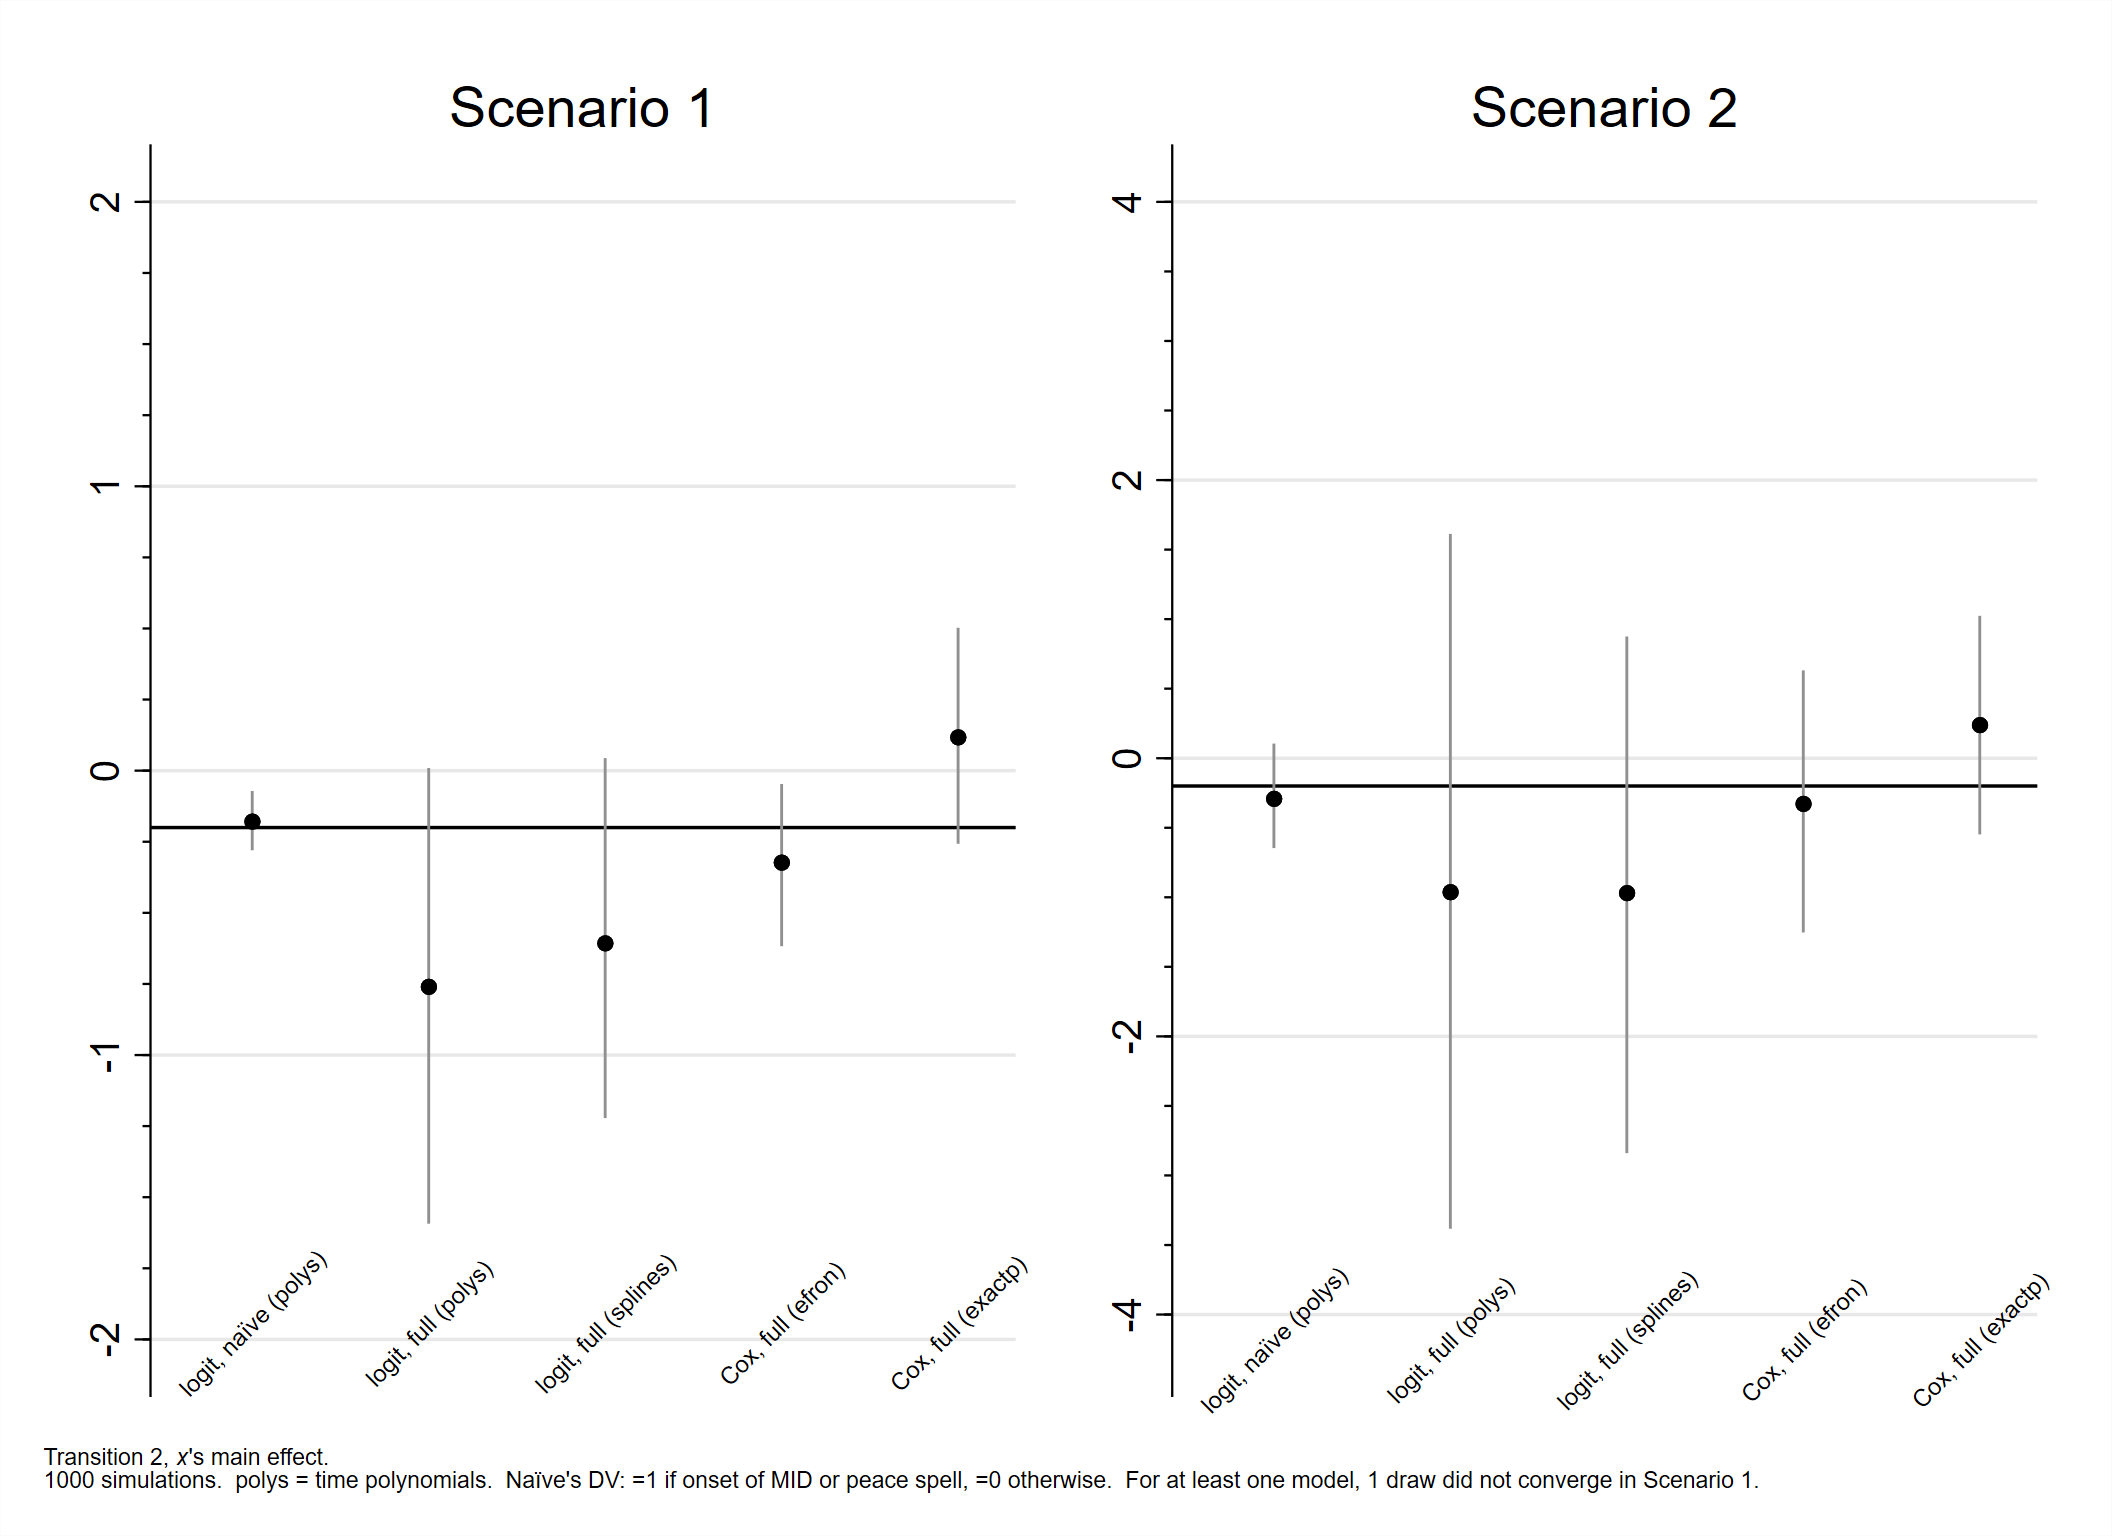 Scenario 1
2
1
0
-1
-2
logit, naïve (polys)
logit, full (polys)
logit, full (splines)
Cox, full (efron)
Cox, full (exactp)
Scenario 2
4
2
0
-2
-4
logit, naïve (polys)
logit, full (polys)
logit, full (splines)
Cox, full (efron)
Cox, full (exactp)
Transition 2, x's main effect.
1000 simulations.  polys = time polynomials.  Naïve's DV: =1 if onset of MID or peace spell, =0 otherwise.  For at least one model, 1 draw did not converge in Scenario 1.